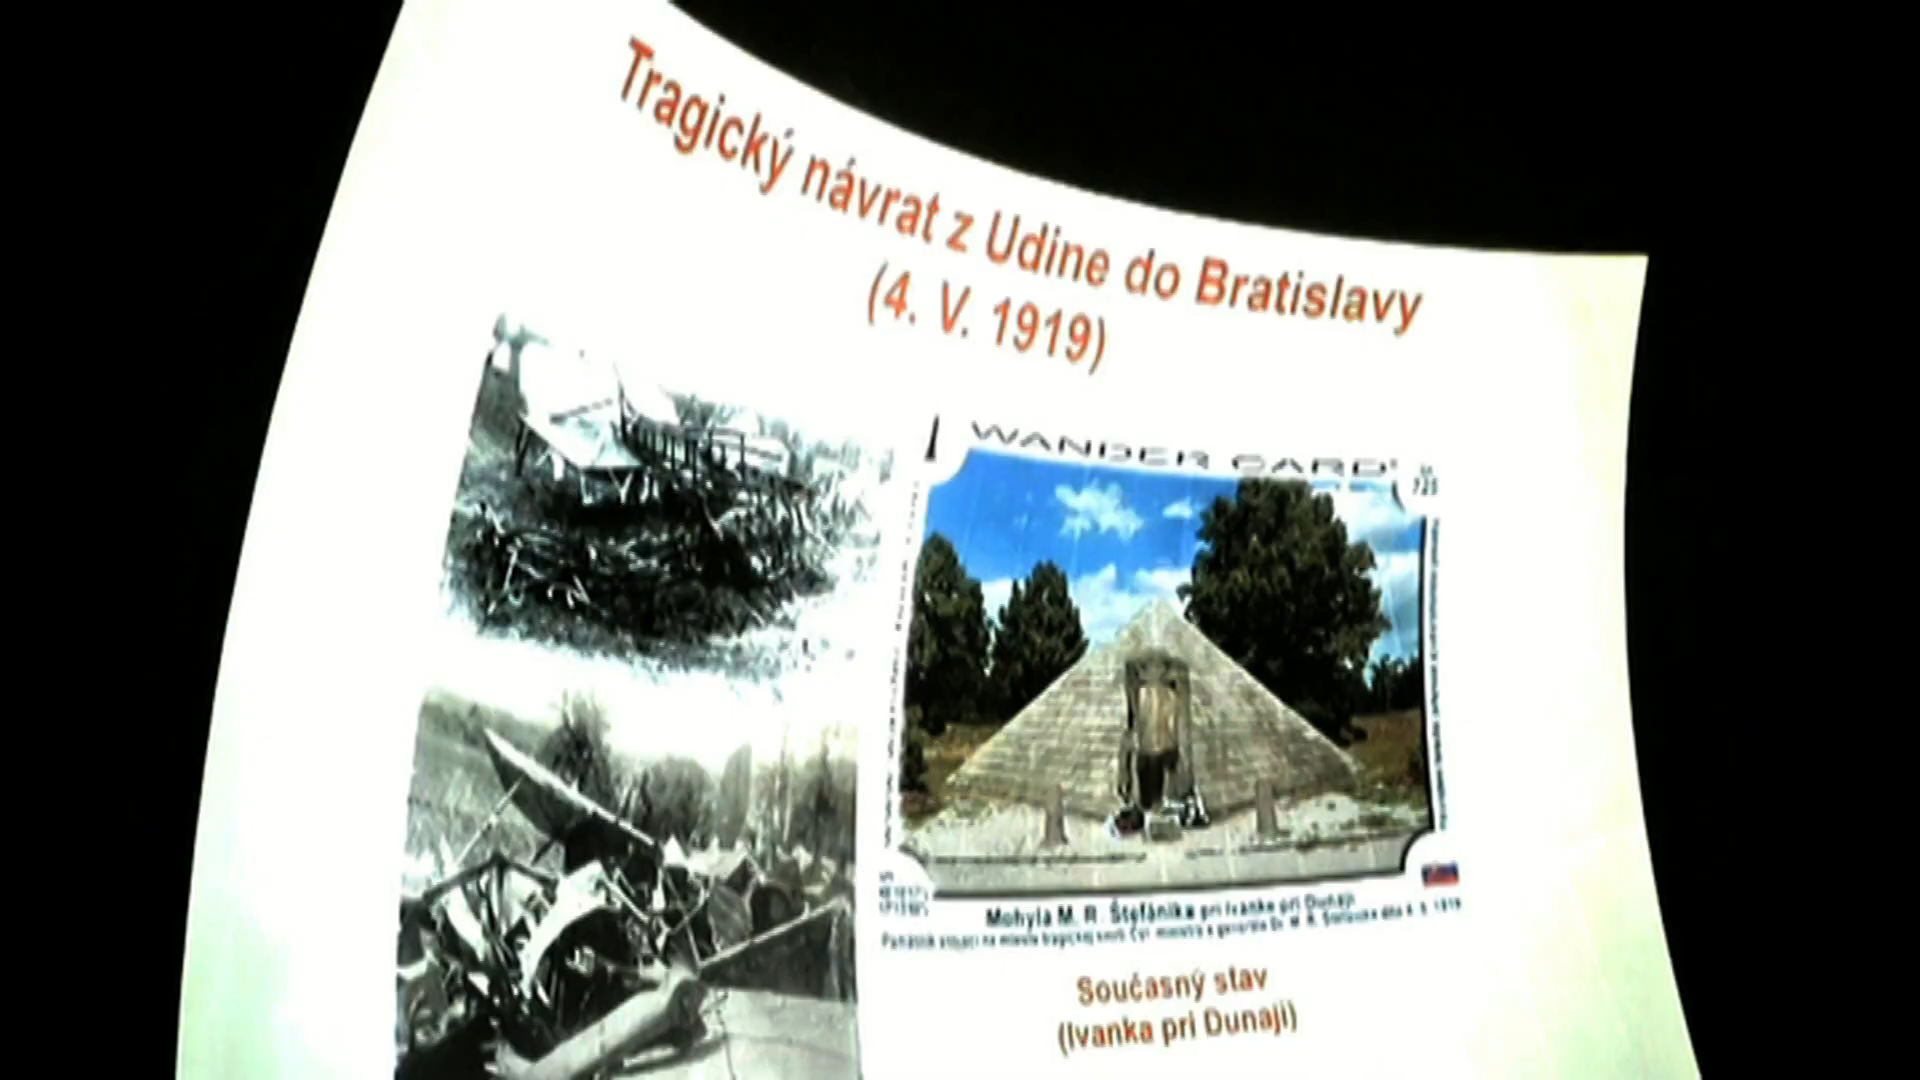 Tragický návrat z Udine do Bratislavy
(4. V. 1919)
WANDER CARD
723
Mohyla M. R. Štefánika pri Ivanke pri Dunaji
Současný stav
(Ivanka pri Dunaji)